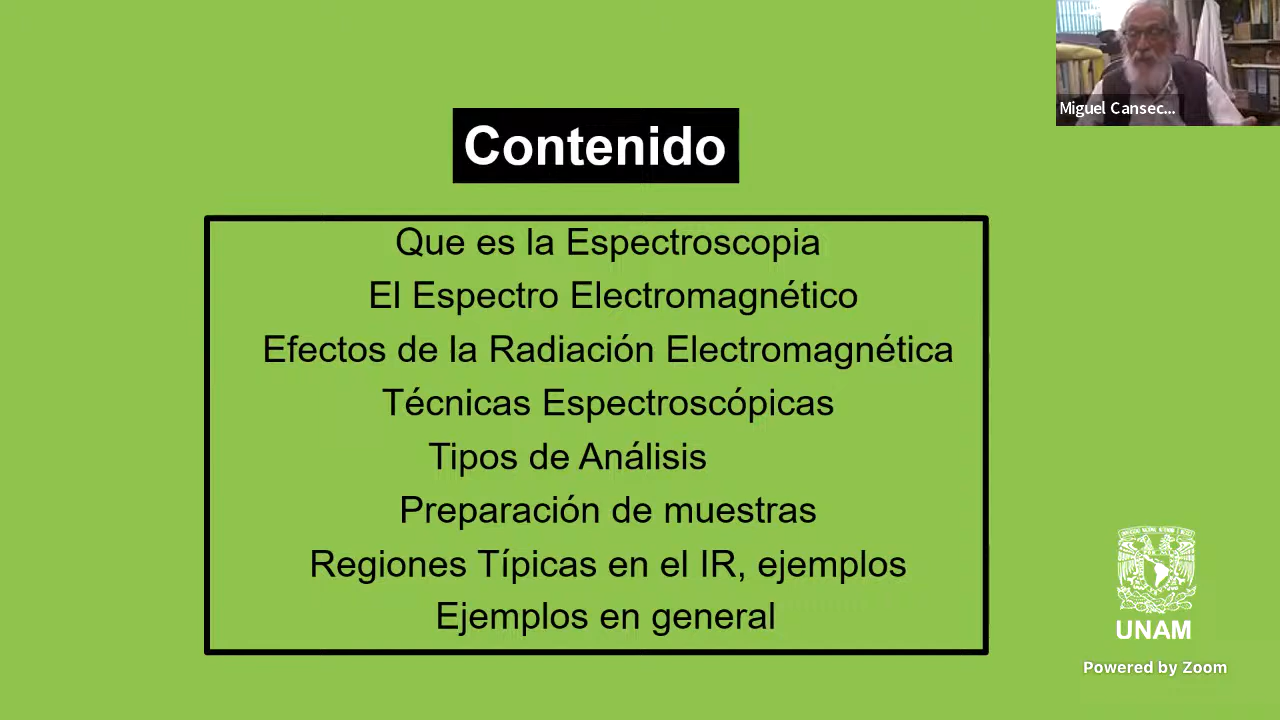 Miguel Cansec...
Contenido
Que es la Espectroscopia
El Espectro Electromagnético
Efectos de la Radiación Electromagnética
Técnicas Espectroscópicas
Tipos de Análisis
Preparación de muestras
Regiones Típicas en el IR, ejemplos
Ejemplos en general
UNAM
Powered by Zoom